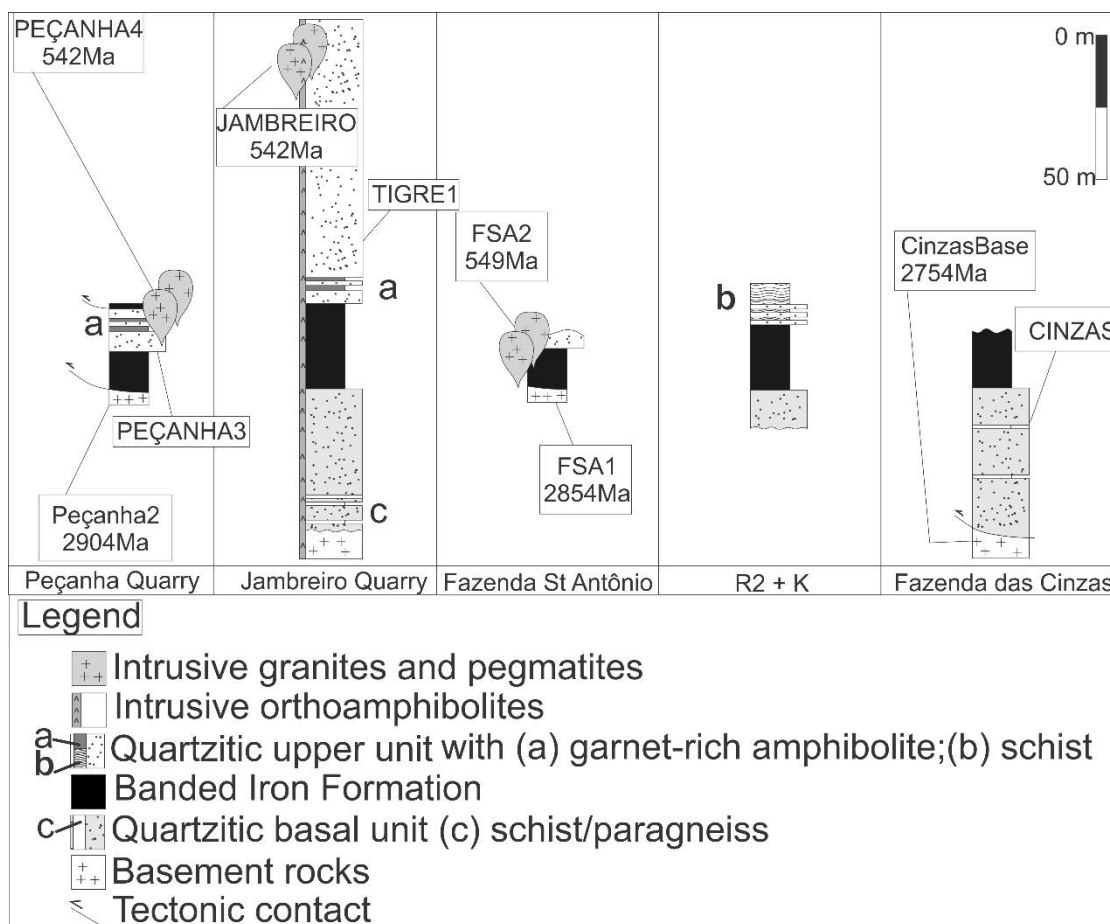 PEÇANHA4
542Ma
JAMBREIRO
542Ma
TIGRE1
FSA2
549Ma
0 m
50 m
CinzasBase
2754Ma
CINZAS
a
a
b
c
PEÇANHA3
Peçanha2
2904Ma
FSA1
2854Ma
Peçanha Quarry
Jambreiro Quarry
Fazenda St Antônio
R2 + K
Fazenda das Cinzas
Legend
Intrusive granites and pegmatites
Intrusive orthoamphibolites
a
b
Quartzitic upper unit with (a) garnet-rich amphibolite;(b) schist
Banded Iron Formation
c
Quartzitic basal unit (c) schist/paragneiss
Basement rocks
Tectonic contact